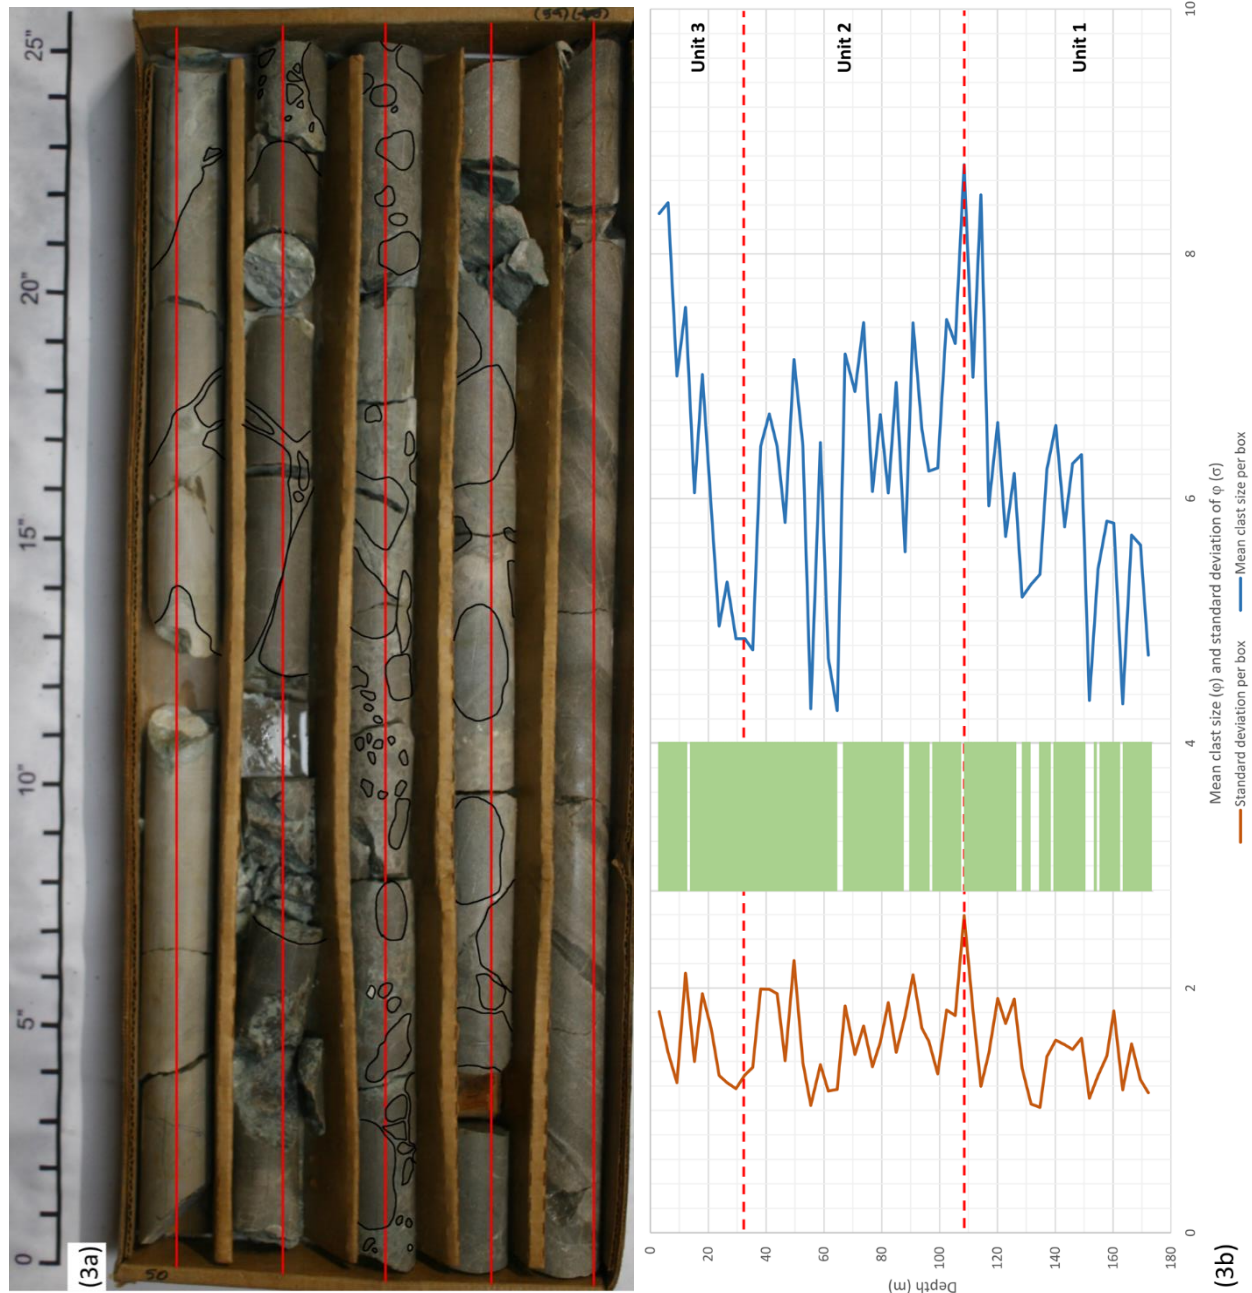 25"
20"
15"
10"
5"
0
(3a)
50
Unit 3
Unit 2
Unit 1
10
8
6
4
2
0
0
20
40
60
80
100
120
140
160
180
Depth (m)
Mean clast size (φ) and standard deviation of φ (σ)
Standard deviation per box
Mean clast size per box
(3b)